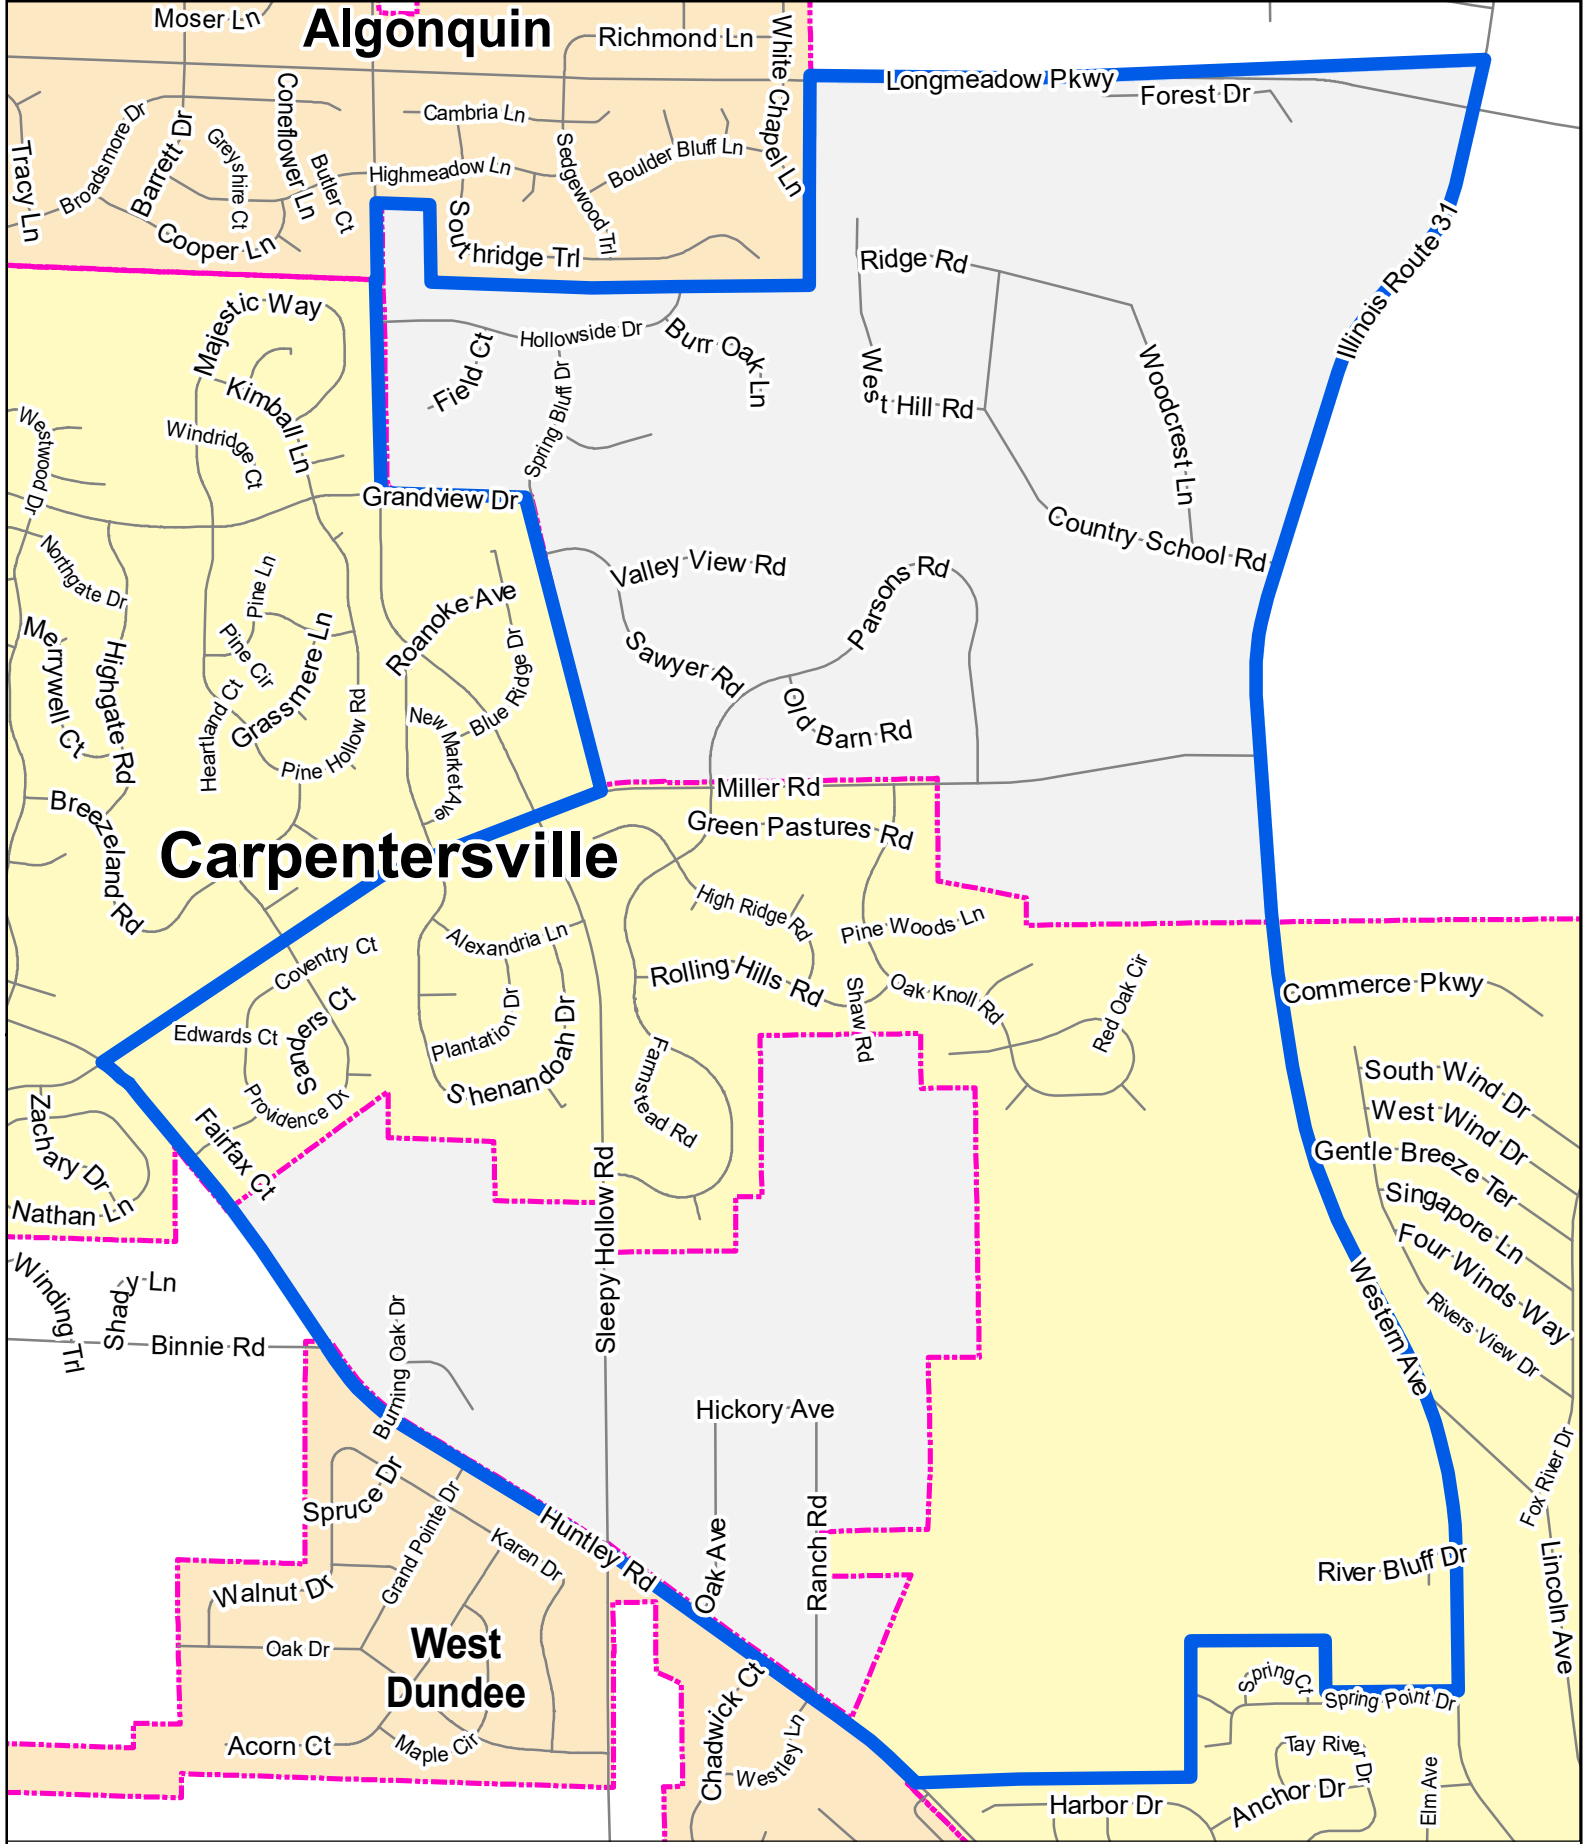 Moser Ln
Algonquin
Richmond Ln
White Chapel Ln
Longmeadow Pkwy
Forest Dr
Coneflower Ln
Cambria Ln
Broadsmore Dr
Barrett Dr
Greyshire Ct
Butler Ct
Highmeadow Ln
Sedgewood Trl
Boulder Bluff Ln
Tracy Ln
Cooper Ln
Southridge Trl
Ridge Rd
Illinois Route 31
Majestic Way
Hollowside Dr
Burr Oak Ln
Field Ct
Spring Bluff Dr
West Hill Rd
Woodcrest Ln
Kimball Ln
Windridge Ct
Westwood Dr
Grandview Dr
Country School Rd
Northgate Dr
Pine Ln
Valley View Rd
Parsons Rd
Roanoke Ave
Merrywell Ct
Highgate Rd
Pine Cir
Grassmere Ln
Heartland Ct
Pine Hollow Rd
Blue Ridge Dr
New Market Ave
Sawyer Rd
Old Barn Rd
Miller Rd
Breezeland Rd
Green Pastures Rd
Carpentersville
High Ridge Rd
Pine Woods Ln
Alexandria Ln
Coventry Ct
Rolling Hills Rd
Oak Knoll Rd
Shaw Rd
Red Oak Cir
Commerce Pkwy
Edwards Ct
Saunders Ct
Plantation Dr
Shenandoah Dr
Farmstead Rd
Providence Dr
Fairfax Ct
Zachary Dr
Nathan Ln
South Wind Dr
West Wind Dr
Gentle Breeze Ter
Singapore Ln
Four Winds Way
Rivers View Dr
Western Ave
Sleepy Hollow Rd
Winding Trl
Shady Ln
Binnie Rd
Burning Oak Dr
Hickory Ave
Oak Ave
Ranch Rd
Huntley Rd
Spruce Dr
Grand Pointe Dr
Karen Dr
Walnut Dr
Oak Dr
West
Dundee
Acorn Ct
Maple Cir
Chadwick Ct
Westley Ln
Fox River Dr
River Bluff Dr
Lincoln Ave
Spring Ct
Spring Point Dr
Tay River Dr
Anchor Dr
Harbor Dr
Elm Ave